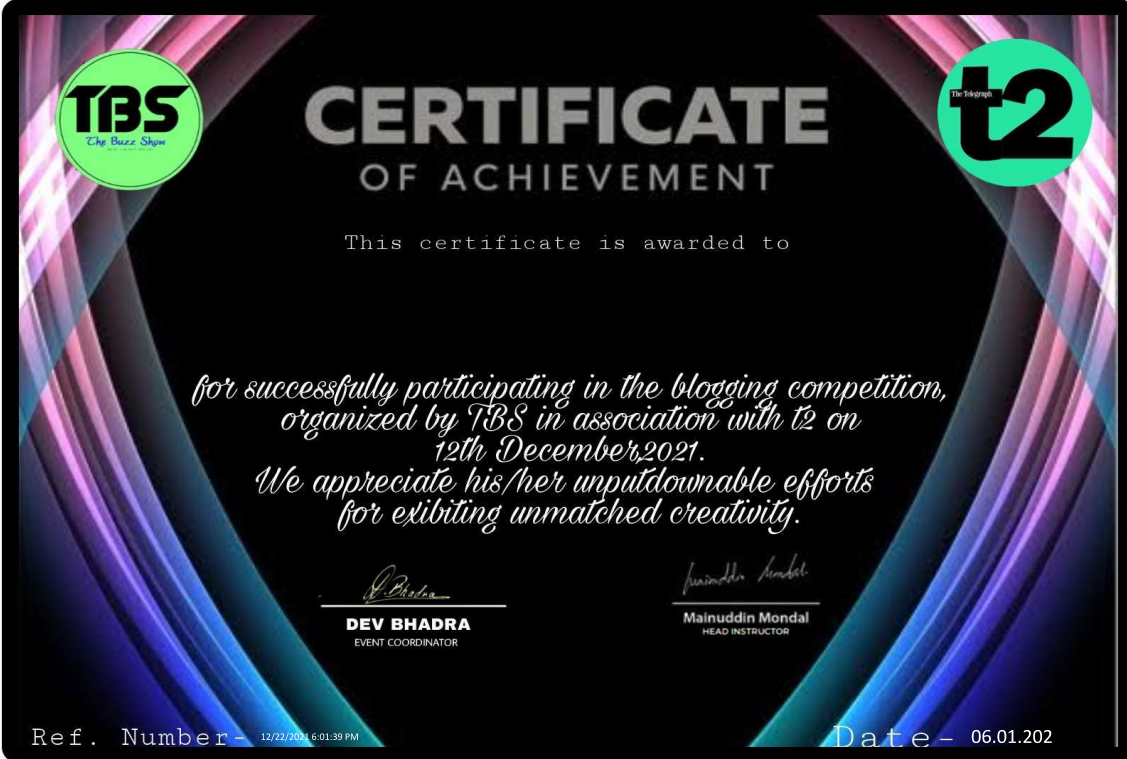 TBS
The Buzz Show
The Telegraph
t2
CERTIFICATE
OF ACHIEVEMENT
This certificate is awarded to
for successfully participating in the blogging competition,
organized by TBS in association with t2 on
12th December,2021.
We appreciate his/her unputdownable efforts
for exibiting unmatched creativity.
D.Bhadra
DEV BHADRA
EVENT COORDINATOR
Mainuddin Mondal
HEAD INSTRUCTOR
Ref. Number- 12/22/2021 6:01:39 PM
Date- 06.01.202